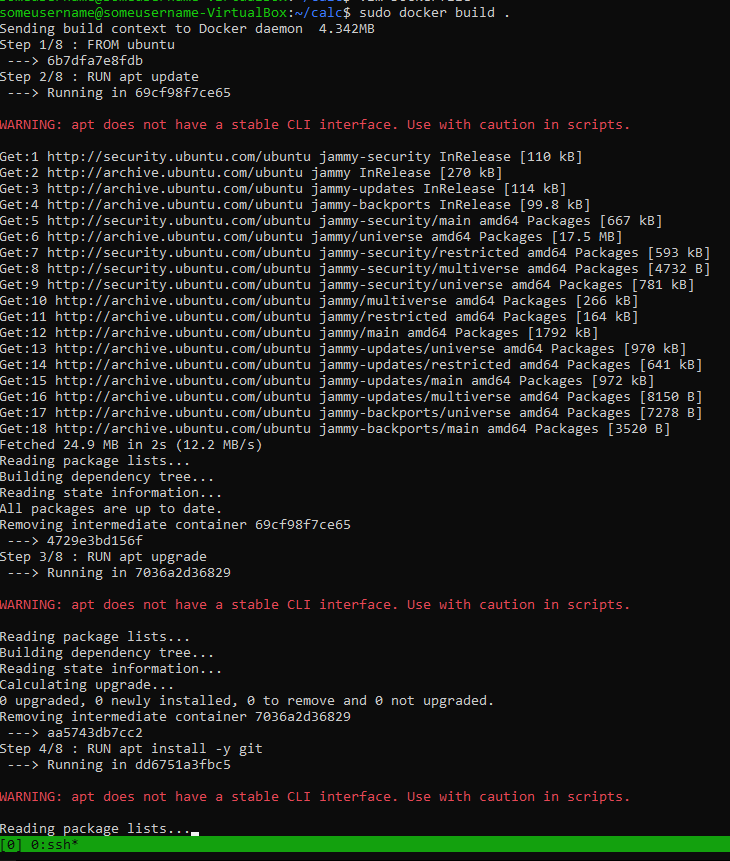 someusername@someusername-VirtualBox:~/calc$ sudo docker build .
Sending build context to Docker daemon  4.342MB
Step 1/8 : FROM ubuntu
 ---> 6b7dfa7e8fdb
Step 2/8 : RUN apt update
 ---> Running in 69cf98f7ce65
WARNING: apt does not have a stable CLI interface. Use with caution in scripts.
Get:1 http://security.ubuntu.com/ubuntu jammy-security InRelease [110 kB]
Get:2 http://archive.ubuntu.com/ubuntu jammy InRelease [270 kB]
Get:3 http://archive.ubuntu.com/ubuntu jammy-updates InRelease [114 kB]
Get:4 http://archive.ubuntu.com/ubuntu jammy-backports InRelease [99.8 kB]
Get:5 http://security.ubuntu.com/ubuntu jammy-security/main amd64 Packages [667 kB]
Get:6 http://archive.ubuntu.com/ubuntu jammy/universe amd64 Packages [17.5 MB]
Get:7 http://security.ubuntu.com/ubuntu jammy-security/restricted amd64 Packages [593 kB]
Get:8 http://security.ubuntu.com/ubuntu jammy-security/multiverse amd64 Packages [4732 B]
Get:9 http://security.ubuntu.com/ubuntu jammy-security/universe amd64 Packages [781 kB]
Get:10 http://archive.ubuntu.com/ubuntu jammy/multiverse amd64 Packages [266 kB]
Get:11 http://archive.ubuntu.com/ubuntu jammy/restricted amd64 Packages [164 kB]
Get:12 http://archive.ubuntu.com/ubuntu jammy/main amd64 Packages [1792 kB]
Get:13 http://archive.ubuntu.com/ubuntu jammy-updates/universe amd64 Packages [970 kB]
Get:14 http://archive.ubuntu.com/ubuntu jammy-updates/restricted amd64 Packages [641 kB]
Get:15 http://archive.ubuntu.com/ubuntu jammy-updates/main amd64 Packages [972 kB]
Get:16 http://archive.ubuntu.com/ubuntu jammy-updates/multiverse amd64 Packages [8150 B]
Get:17 http://archive.ubuntu.com/ubuntu jammy-backports/universe amd64 Packages [7278 B]
Get:18 http://archive.ubuntu.com/ubuntu jammy-backports/main amd64 Packages [3520 B]
Fetched 24.9 MB in 2s (12.2 MB/s)
Reading package lists...
Building dependency tree...
Reading state information...
All packages are up to date.
Removing intermediate container 69cf98f7ce65
 ---> 4729e3bd156f
Step 3/8 : RUN apt upgrade
 ---> Running in 7036a2d36829
WARNING: apt does not have a stable CLI interface. Use with caution in scripts.
Reading package lists...
Building dependency tree...
Reading state information...
Calculating upgrade...
0 upgraded, 0 newly installed, 0 to remove and 0 not upgraded.
Removing intermediate container 7036a2d36829
 ---> aa5743db7cc2
Step 4/8 : RUN apt install -y git
 ---> Running in dd6751a3fbc5
WARNING: apt does not have a stable CLI interface. Use with caution in scripts.
Reading package lists...
[0] 0:ssh*